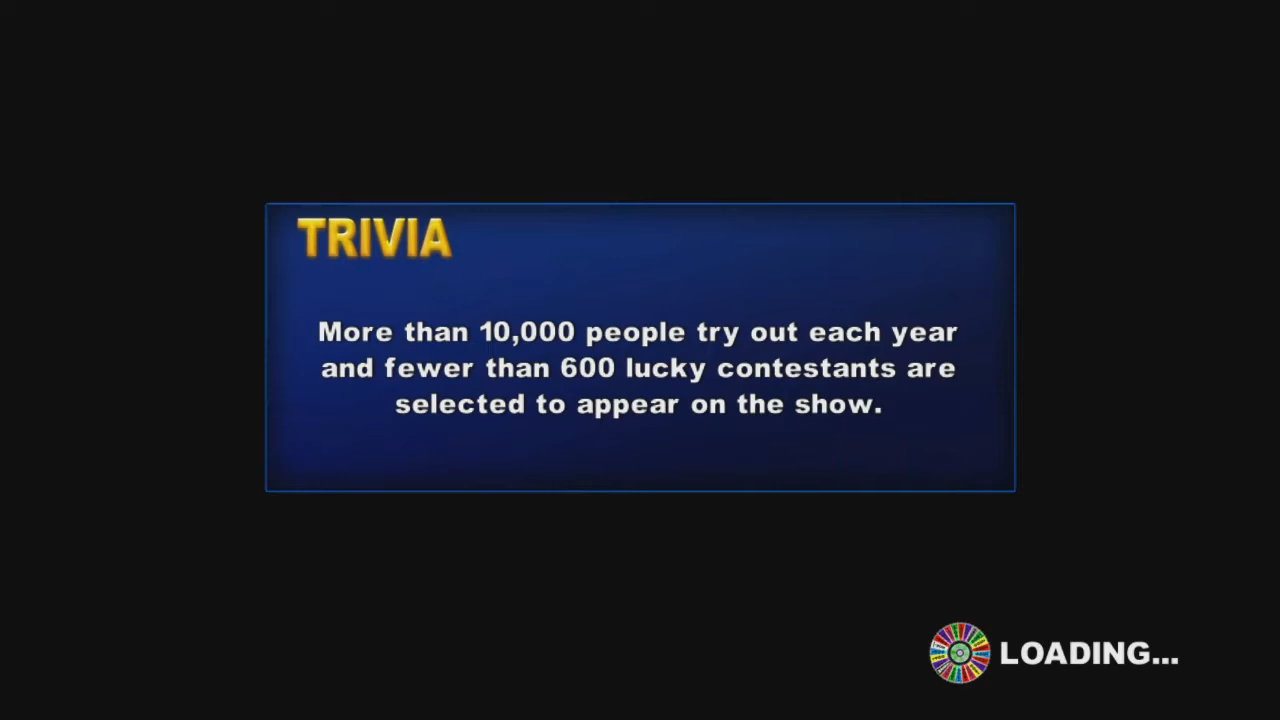 TRIVIA
More than 10,000 people try out each year
and fewer than 600 lucky contestants are
selected to appear on the show.
LOADING...